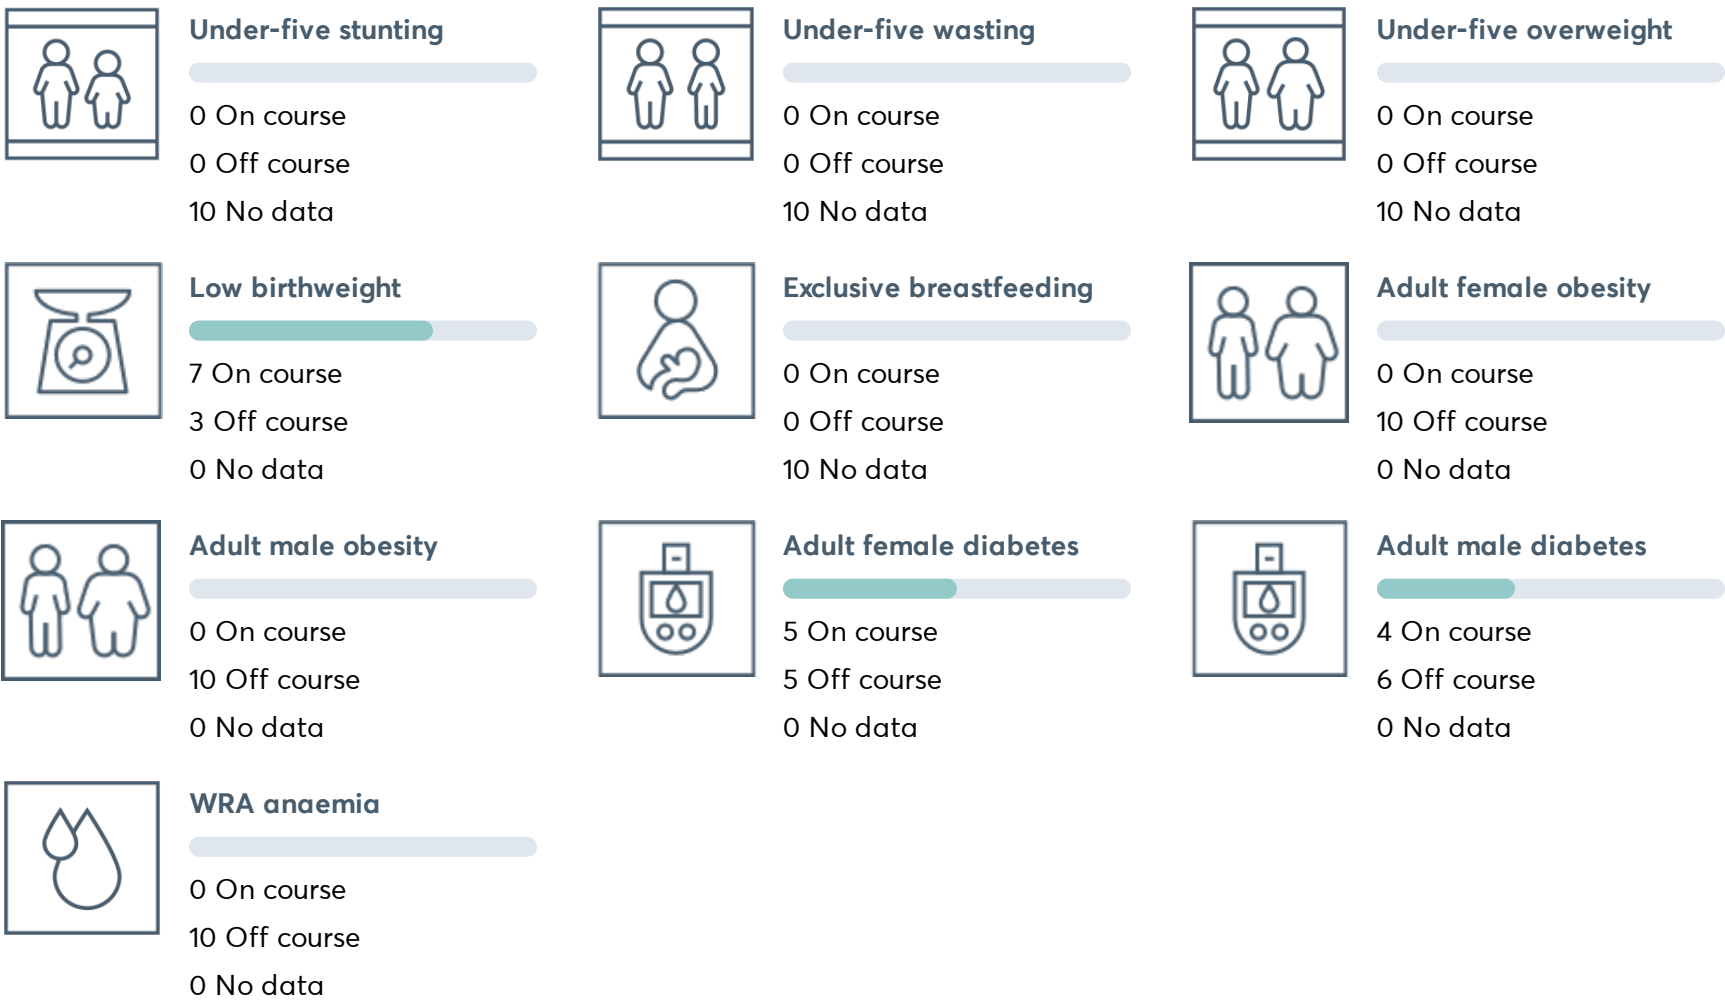 Under-five stunting
0 On course
0 Off course
10 No data
Under-five wasting
0 On course
0 Off course
10 No data
Under-five overweight
0 On course
0 Off course
10 No data
Low birthweight
7 On course
3 Off course
0 No data
Exclusive breastfeeding
0 On course
0 Off course
10 No data
Adult female obesity
0 On course
10 Off course
0 No data
Adult male obesity
0 On course
10 Off course
0 No data
Adult female diabetes
5 On course
5 Off course
0 No data
Adult male diabetes
4 On course
6 Off course
0 No data
WRA anaemia
0 On course
10 Off course
0 No data